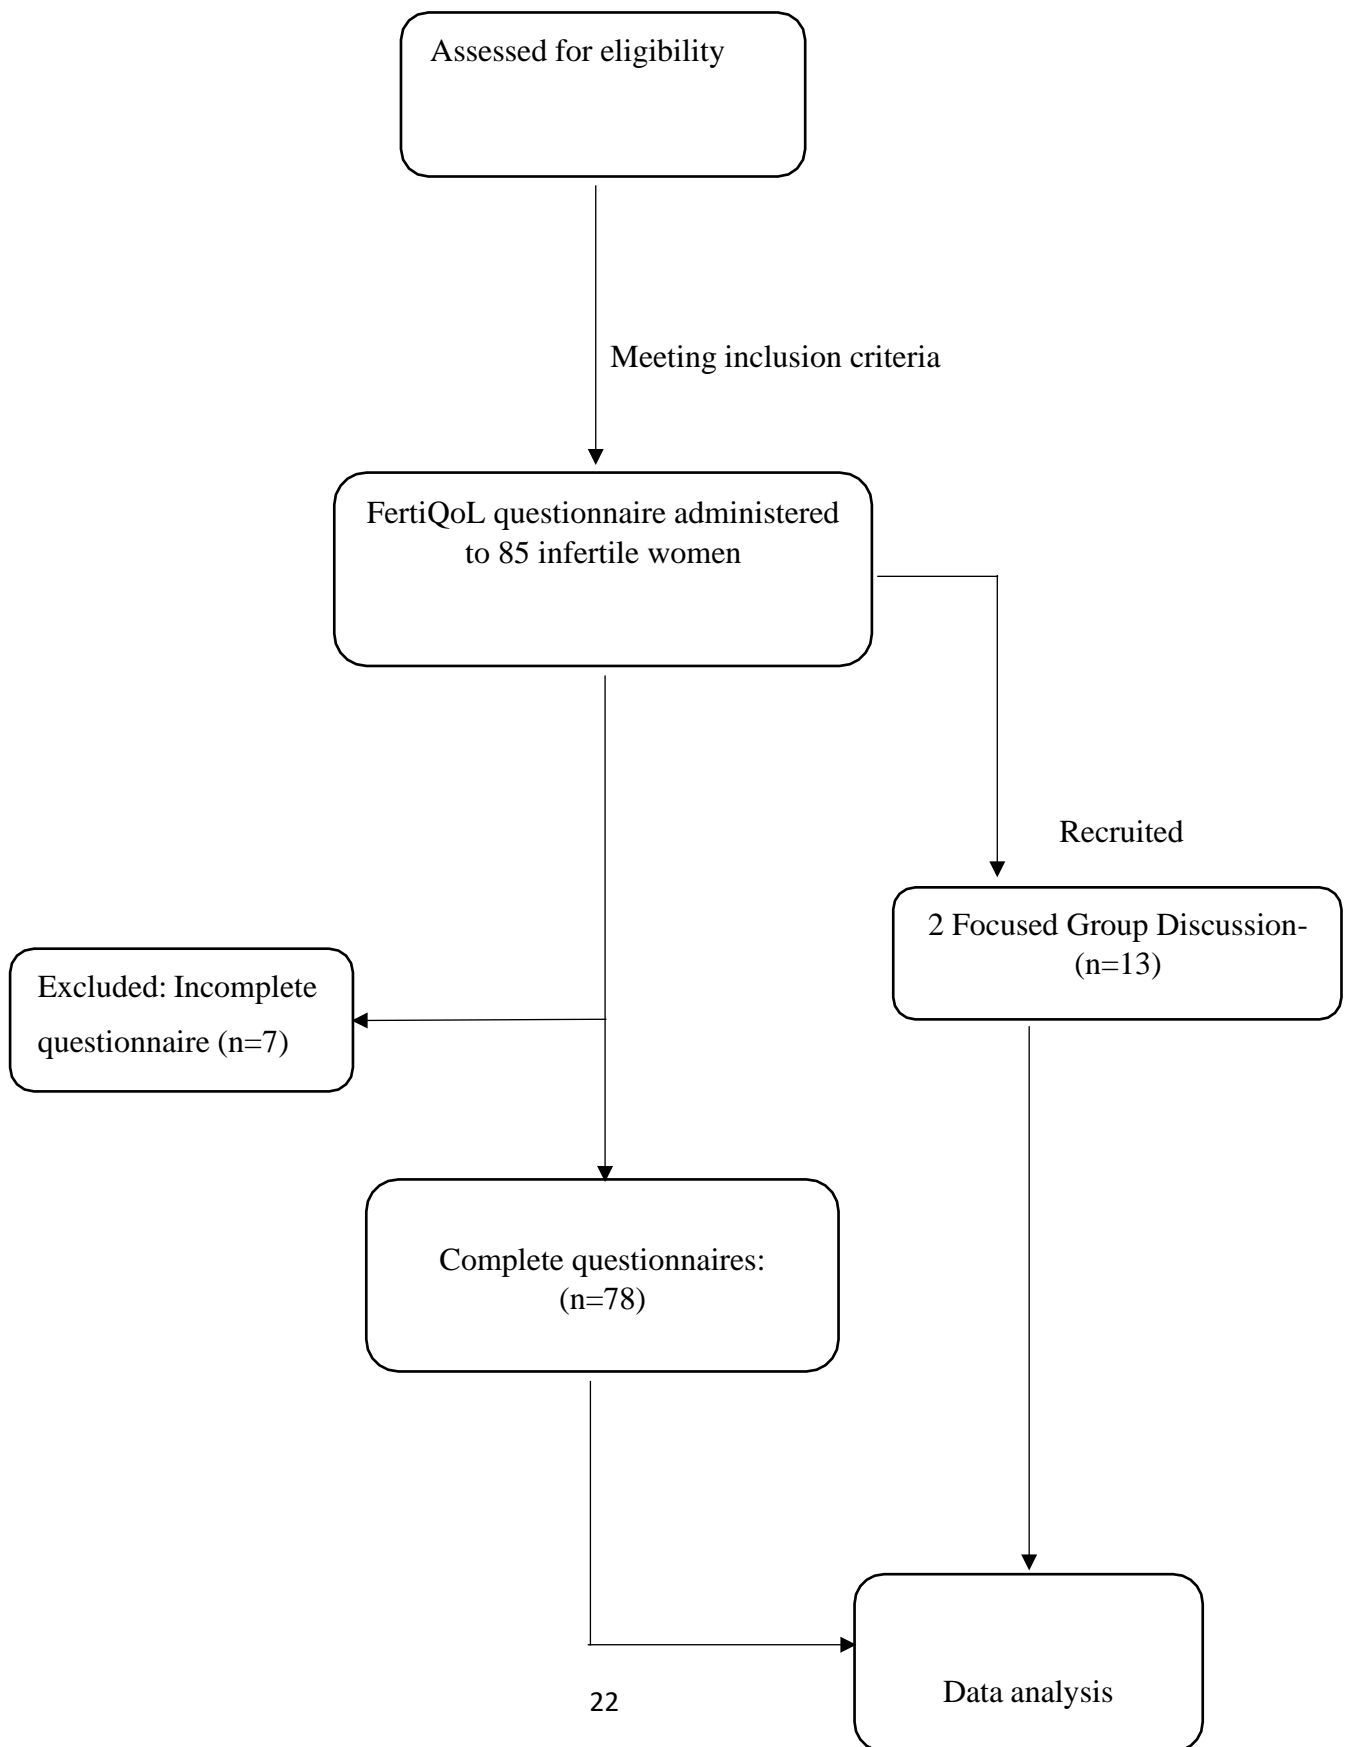 Assessed for eligibility
Meeting inclusion criteria
FertiQoL questionnaire administered
to 85 infertile women
Recruited
2 Focused Group Discussion-
(n=13)
Excluded: Incomplete
questionnaire (n=7)
Complete questionnaires:
(n=78)
Data analysis
22